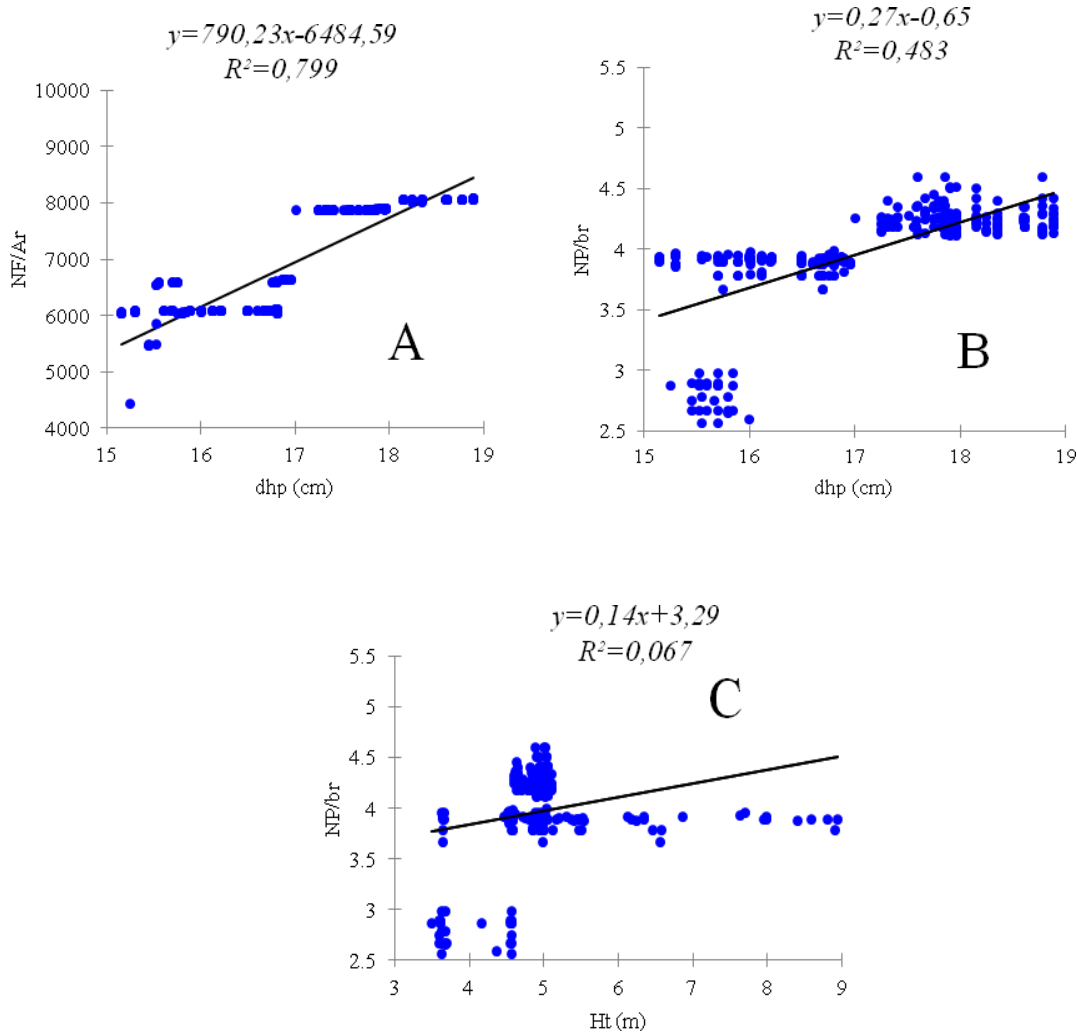 y=790,23x-6484,59
R²=0,799
10000
9000
8000
7000
6000
5000
4000
NF/Ar
15 16 17 18 19
dhp (cm)
A
y=0,27x-0,65
R²=0,483
5.5
5
4.5
4
3.5
3
2.5
NP/br
15 16 17 18 19
dhp (cm)
B
y=0,14x+3,29
R²=0,067
5.5
5
4.5
4
3.5
3
2.5
NP/br
3 4 5 6 7 8 9
Ht (m)
C